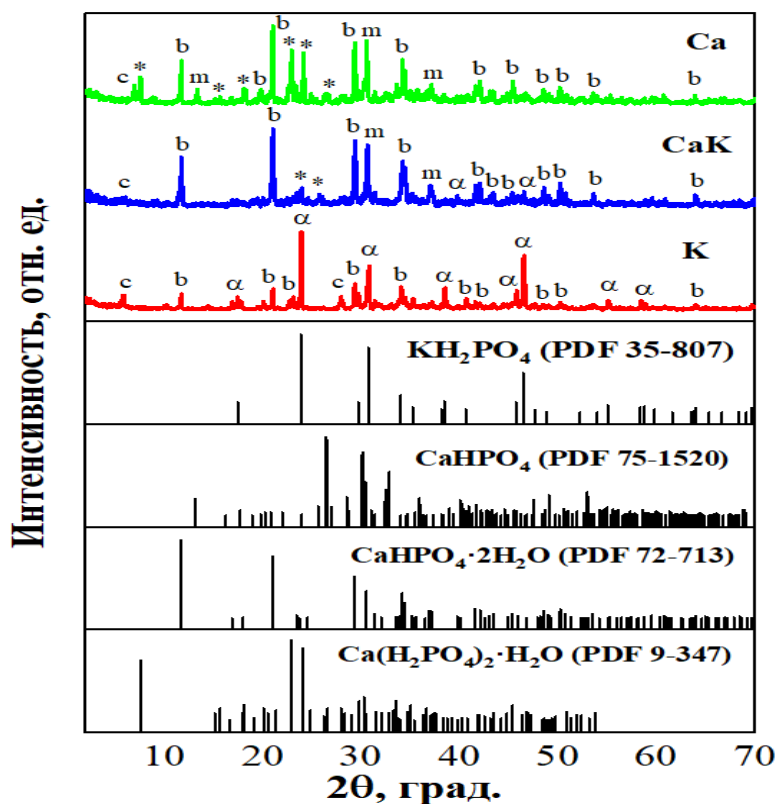 Интенсивность, отн. ед.
Ca
c * b m * * b b * * * b m b m b b b b b b
CaK
c b b * * b m b m α b b b α b b b b
K
c b α b b α c b α b α b b α α b b α α b
KH₂PO₄ (PDF 35-807)
CaHPO₄ (PDF 75-1520)
CaHPO₄·2H₂O (PDF 72-713)
Ca(H₂PO₄)₂·H₂O (PDF 9-347)
10 20 30 40 50 60 70
2θ, град.